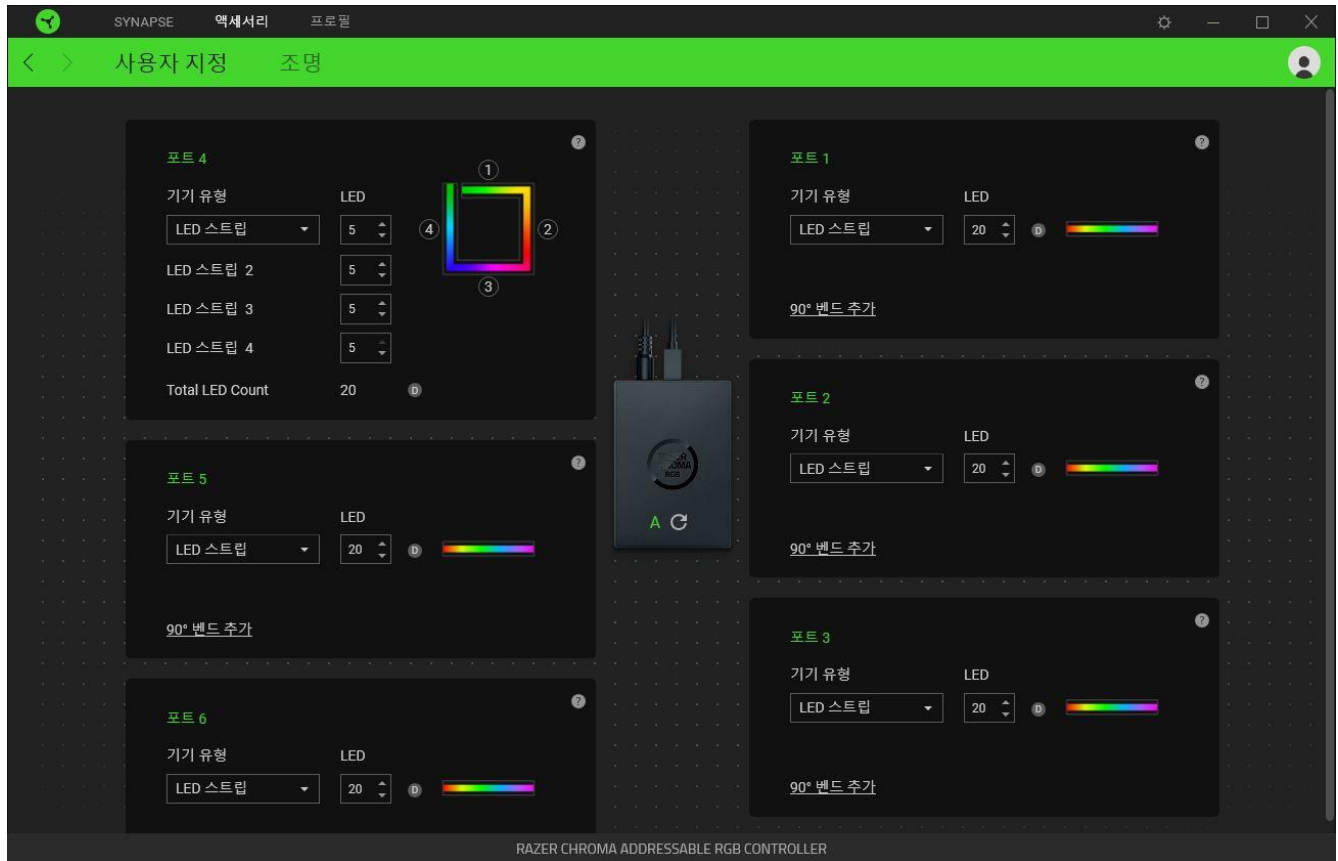 SYNAPSE 액세서리 프로필
사용자 지정 조명
포트 4
기기 유형 LED
LED 스트립 5
LED 스트립 2 5
LED 스트립 3 5
LED 스트립 4 5
Total LED Count 20 D
1
2
3
4
?
포트 5
기기 유형 LED
LED 스트립 20 D
90° 벤드 추가
?
포트 6
기기 유형 LED
LED 스트립 20 D
?
RAZER
CHROMA
RGB
A
포트 1
기기 유형 LED
LED 스트립 20 D
90° 벤드 추가
?
포트 2
기기 유형 LED
LED 스트립 20 D
90° 벤드 추가
?
포트 3
기기 유형 LED
LED 스트립 20 D
90° 벤드 추가
?
RAZER CHROMA ADDRESSABLE RGB CONTROLLER